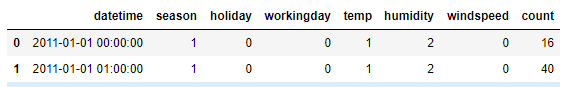 datetime season holiday workingday temp humidity windspeed count
0 2011-01-01 00:00:00 1 0 0 1 2 0 16
1 2011-01-01 01:00:00 1 0 0 1 2 0 40